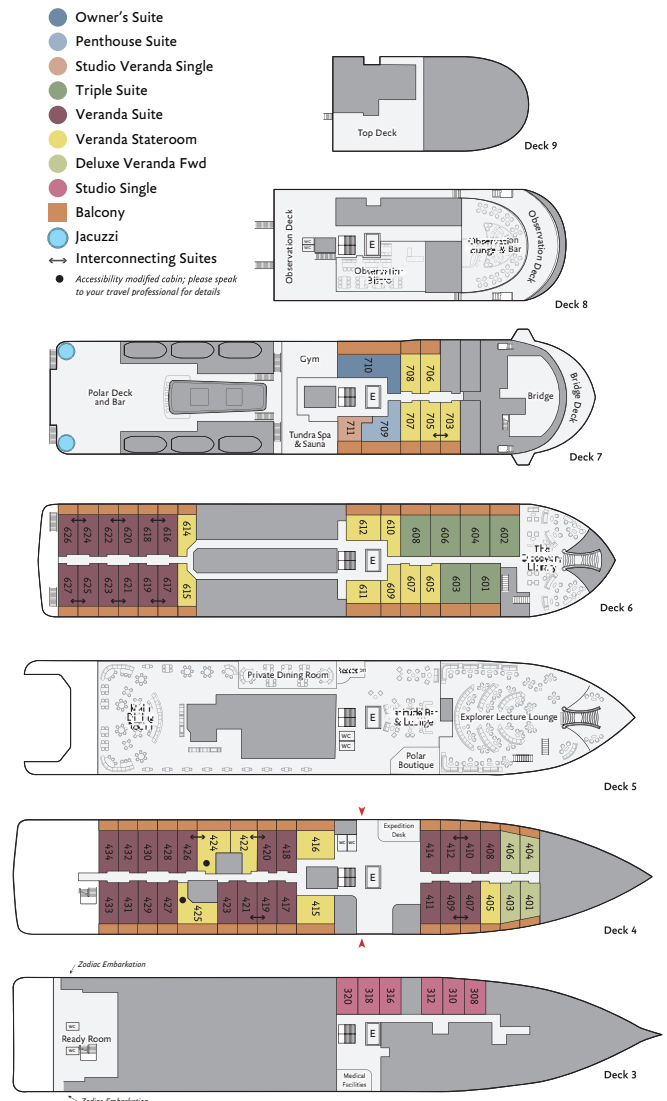 Owner's Suite
Penthouse Suite
Studio Veranda Single
Triple Suite
Veranda Suite
Veranda Stateroom
Deluxe Veranda Fwd
Studio Single
Balcony
Jacuzzi
Interconnecting Suites
Accessibility modified cabin; please speak
to your travel professional for details
Top Deck
Deck 9
Observation Deck
WC
WC
E
Observation
Bistro
Observation
Lounge & Bar
Observation Deck
Deck 8
Polar Deck
and Bar
Gym
Tundra Spa
& Sauna
710
708
706
E
711
709
707
705
703
Bridge
Bridge Deck
Deck 7
626
624
622
620
618
616
614
612
610
608
606
604
602
E
627
625
623
621
619
617
615
611
609
607
605
603
601
The
Library
Deck 6
Private Dining Room
Main
Dining
E
WC
WC
& Lounge
Polar
Boutique
Explorer Lecture Lounge
Deck 5
434
432
430
428
426
424
422
420
418
416
WC
WC
Expedition
Desk
414
412
410
408
406
404
E
433
431
429
427
425
423
421
419
417
415
411
409
407
405
403
401
Deck 4
Zodiac Embarkation
WC
Ready Room
WC
320
318
316
312
310
308
E
Medical
Facilities
Deck 3
Zodiac Embarkation